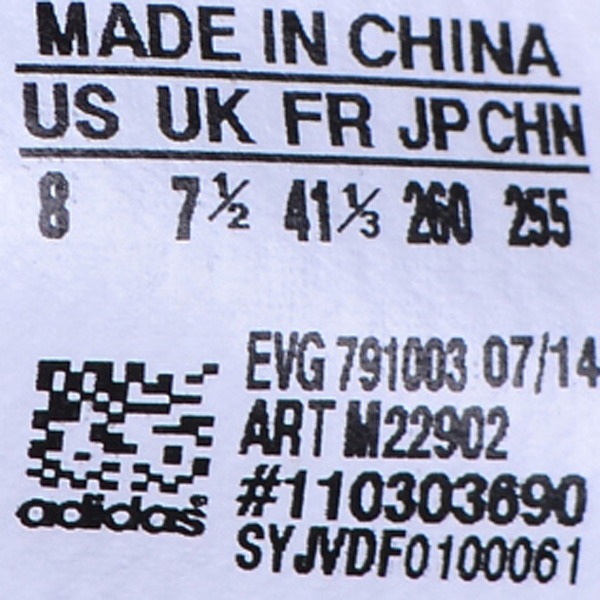 MADE IN CHINA
US UK FR JP CHN
8 7½ 41⅓ 260 255
EVG 791003 07/14
ART M22902
#110303690
SYJVDF0100061
adidas®